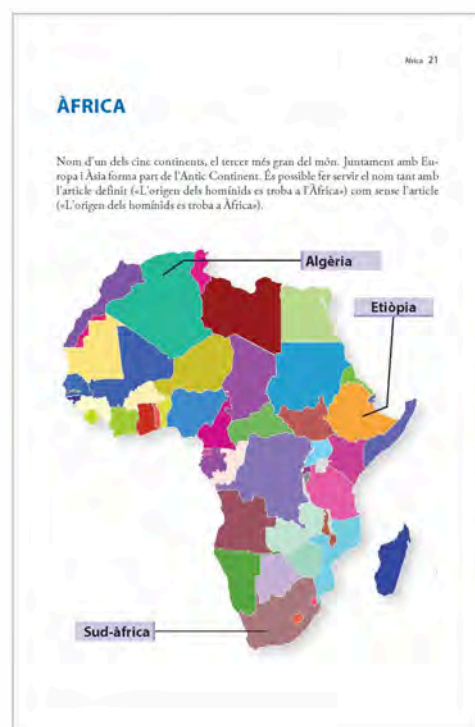 Àfrica 21
ÀFRICA
Nom d'un dels cinc continents, el tercer més gran del món. Juntament amb Eu-
ropa i Àsia forma part de l'Antic Continent. És possible fer servir el nom tant amb
l'article definit («L'origen dels homínids es troba a l'Àfrica») com sense l'article
(«L'origen dels homínids es troba a Àfrica»).
Algèria
Etiòpia
Sud-àfrica